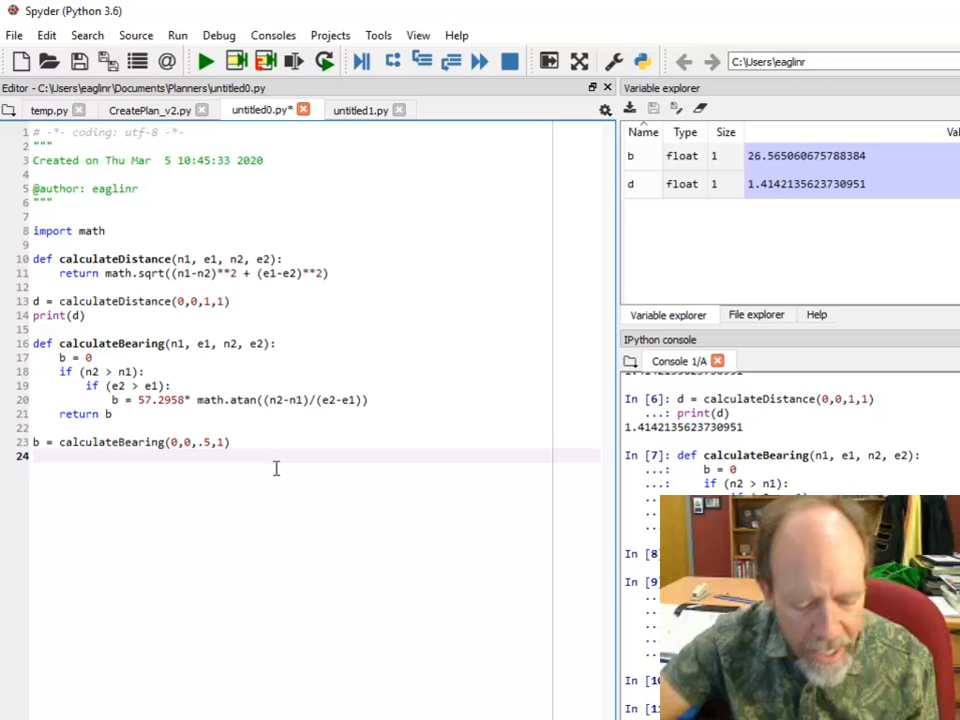 Spyder (Python 3.6)
File Edit Search Source Run Debug Consoles Projects Tools View Help
C:\Users\eaglinr
Editor - C:\Users\eaglinr\Documents\Planners\untitled0.py
temp.py CreatePlan_v2.py untitled0.py* untitled1.py
1 # -*- coding: utf-8 -*-
2 """
3 Created on Thu Mar  5 10:45:33 2020
4
5 @author: eaglinr
6 """
7
8 import math
9
10 def calculateDistance(n1, e1, n2, e2):
11     return math.sqrt((n1-n2)**2 + (e1-e2)**2)
12
13 d = calculateDistance(0,0,1,1)
14 print(d)
15
16 def calculateBearing(n1, e1, n2, e2):
17     b = 0
18     if (n2 > n1):
19         if (e2 > e1):
20             b = 57.2958* math.atan((n2-n1)/(e2-e1))
21     return b
22
23 b = calculateBearing(0,0,.5,1)
24
Variable explorer
Name Type Size
b float 1 26.565060675788384
d float 1 1.4142135623730951
Variable explorer File explorer Help
IPython console
Console 1/A
1.4142135623730951
In [6]: d = calculateDistance(0,0,1,1)
...: print(d)
1.4142135623730951
In [7]: def calculateBearing(n1, e1, n2, e2):
...:     b = 0
...:     if (n2 > n1):
In [8]
In [9]
In [10
In [11